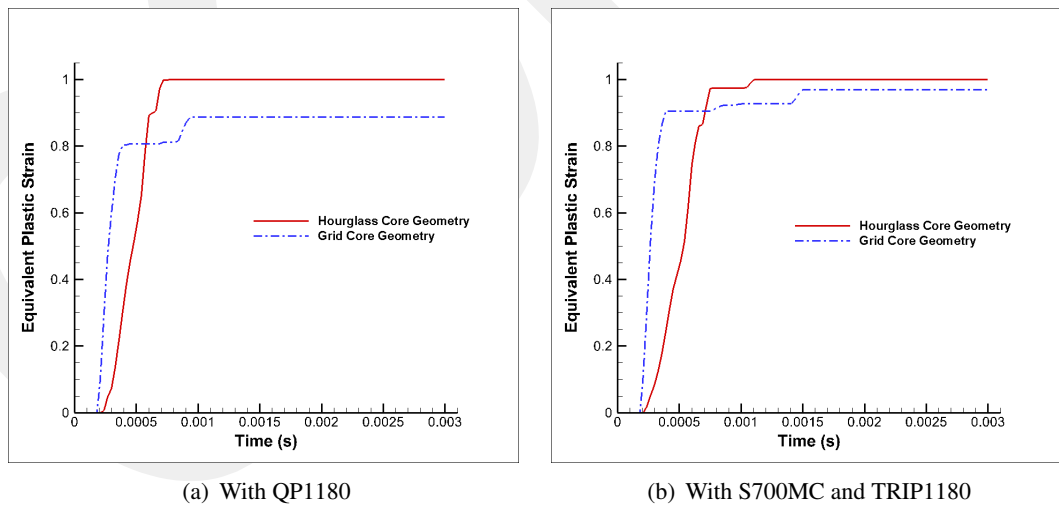 1
0.8
0.6
0.4
0.2
0
Equivalent Plastic Strain
Hourglass Core Geometry
Grid Core Geometry
0 0.0005 0.001 0.0015 0.002 0.0025 0.003
Time (s)
(a) With QP1180
1
0.8
0.6
0.4
0.2
0
Equivalent Plastic Strain
Hourglass Core Geometry
Grid Core Geometry
0 0.0005 0.001 0.0015 0.002 0.0025 0.003
Time (s)
(b) With S700MC and TRIP1180